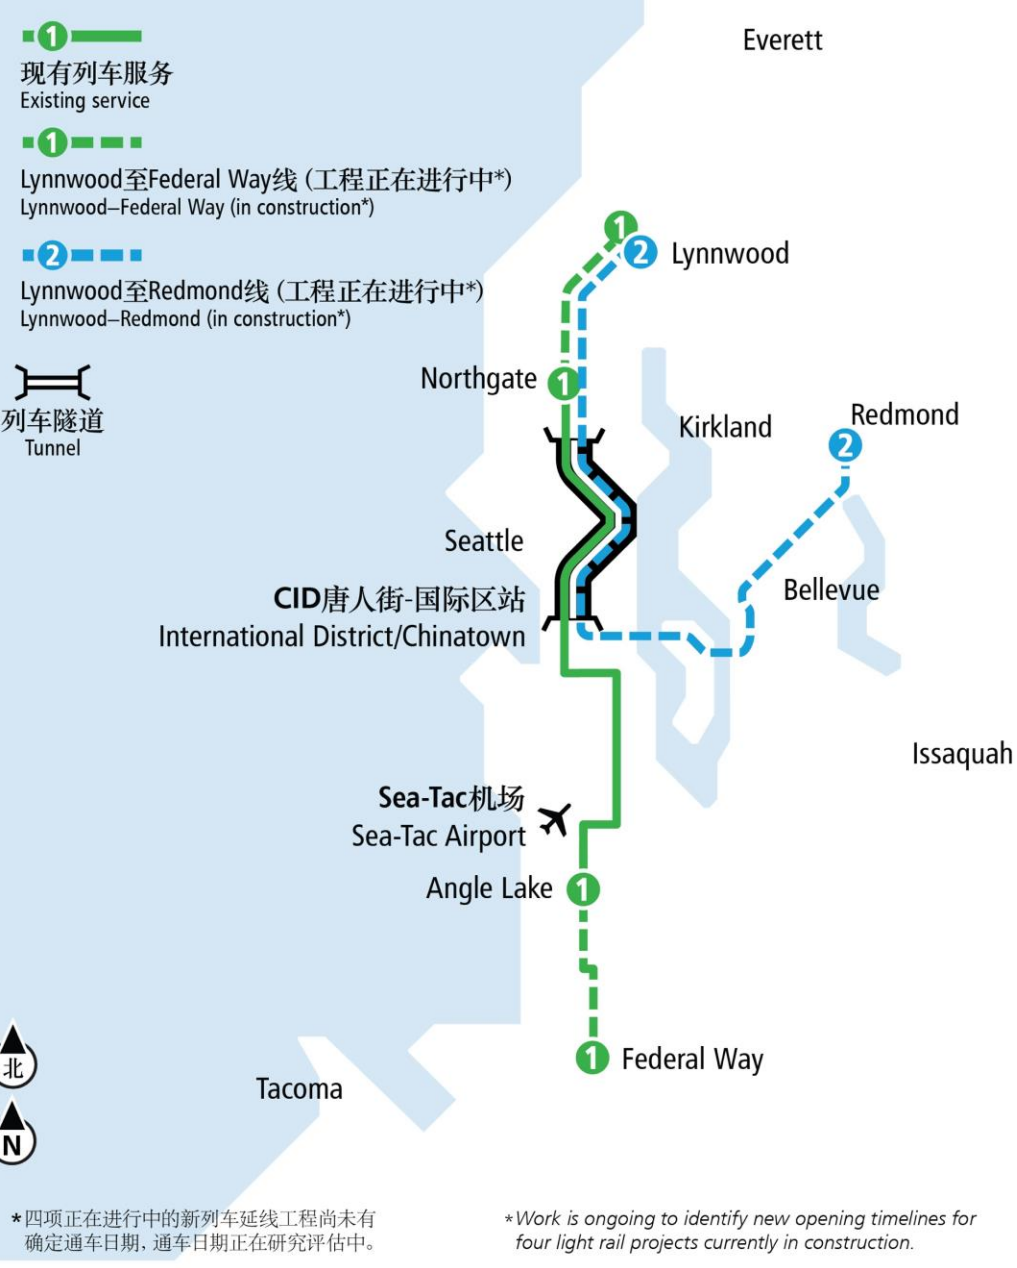 1
现有列车服务
Existing service
1
Lynnwood至Federal Way线 (工程正在进行中*)
Lynnwood–Federal Way (in construction*)
2
Lynnwood至Redmond线 (工程正在进行中*)
Lynnwood–Redmond (in construction*)
列车隧道
Tunnel
Everett
1
2 Lynnwood
Northgate 1
Kirkland
Redmond
2
Seattle
Bellevue
CID唐人街-国际区站
International District/Chinatown
Issaquah
Sea-Tac机场
Sea-Tac Airport
Angle Lake 1
1 Federal Way
Tacoma
北
N
*四项正在进行中的新列车延线工程尚未有
确定通车日期, 通车日期正在研究评估中。
*Work is ongoing to identify new opening timelines for
four light rail projects currently in construction.